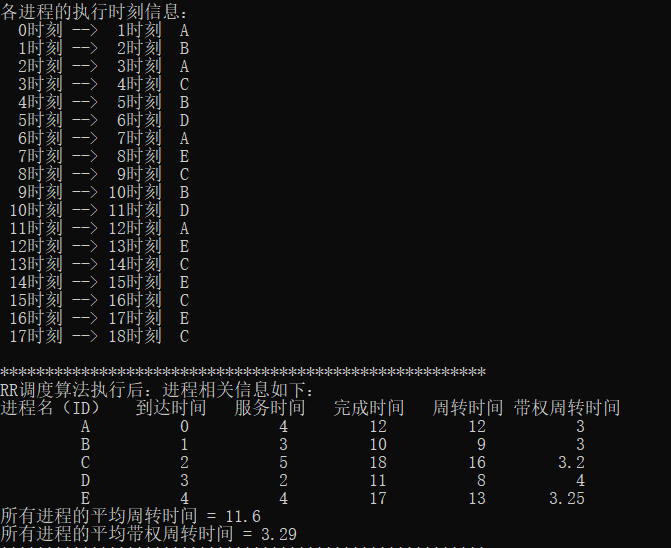 各进程的执行时刻信息:
0时刻 --> 1时刻 A
1时刻 --> 2时刻 B
2时刻 --> 3时刻 A
3时刻 --> 4时刻 C
4时刻 --> 5时刻 B
5时刻 --> 6时刻 D
6时刻 --> 7时刻 A
7时刻 --> 8时刻 E
8时刻 --> 9时刻 C
9时刻 --> 10时刻 B
10时刻 --> 11时刻 D
11时刻 --> 12时刻 A
12时刻 --> 13时刻 E
13时刻 --> 14时刻 C
14时刻 --> 15时刻 E
15时刻 --> 16时刻 C
16时刻 --> 17时刻 E
17时刻 --> 18时刻 C
******************************************************
RR调度算法执行后:进程相关信息如下:
进程名(ID) 到达时间 服务时间 完成时间 周转时间 带权周转时间
A 0 4 12 12 3
B 1 3 10 9 3
C 2 5 18 16 3.2
D 3 2 11 8 4
E 4 4 17 13 3.25
所有进程的平均周转时间 = 11.6
所有进程的平均带权周转时间 = 3.29